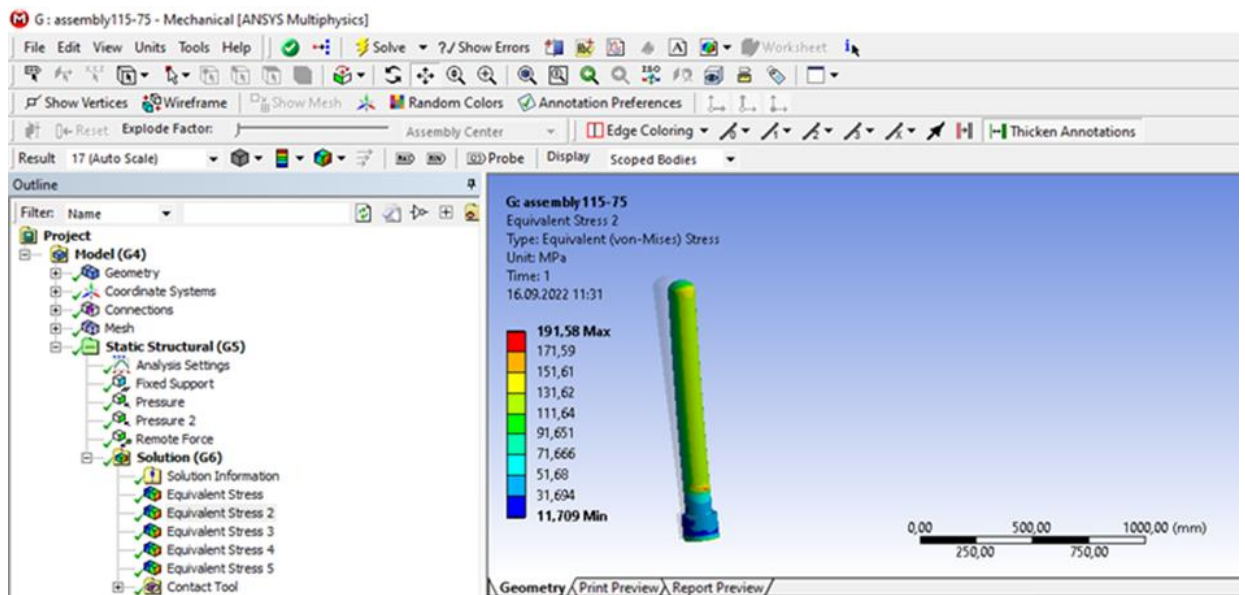 G : assembly115-75 - Mechanical [ANSYS Multiphysics]
File Edit View Units Tools Help Solve ?/ Show Errors A Worksheet i
ISO
Show Vertices Wireframe Show Mesh Random Colors Annotation Preferences
Reset Explode Factor: Assembly Center Edge Coloring Thicken Annotations
Result 17 (Auto Scale) MAX MIN Probe Display Scoped Bodies
Outline
Filter: Name
Project
Model (G4)
Geometry
Coordinate Systems
Connections
Mesh
Static Structural (G5)
Analysis Settings
Fixed Support
Pressure
Pressure 2
Remote Force
Solution (G6)
Solution Information
Equivalent Stress
Equivalent Stress 2
Equivalent Stress 3
Equivalent Stress 4
Equivalent Stress 5
Contact Tool
G: assembly115-75
Equivalent Stress 2
Type: Equivalent (von-Mises) Stress
Unit: MPa
Time: 1
16.09.2022 11:31
191,58 Max
171,59
151,61
131,62
111,64
91,651
71,666
51,68
31,694
11,709 Min
0,00 500,00 1000,00 (mm)
250,00 750,00
Geometry Print Preview Report Preview